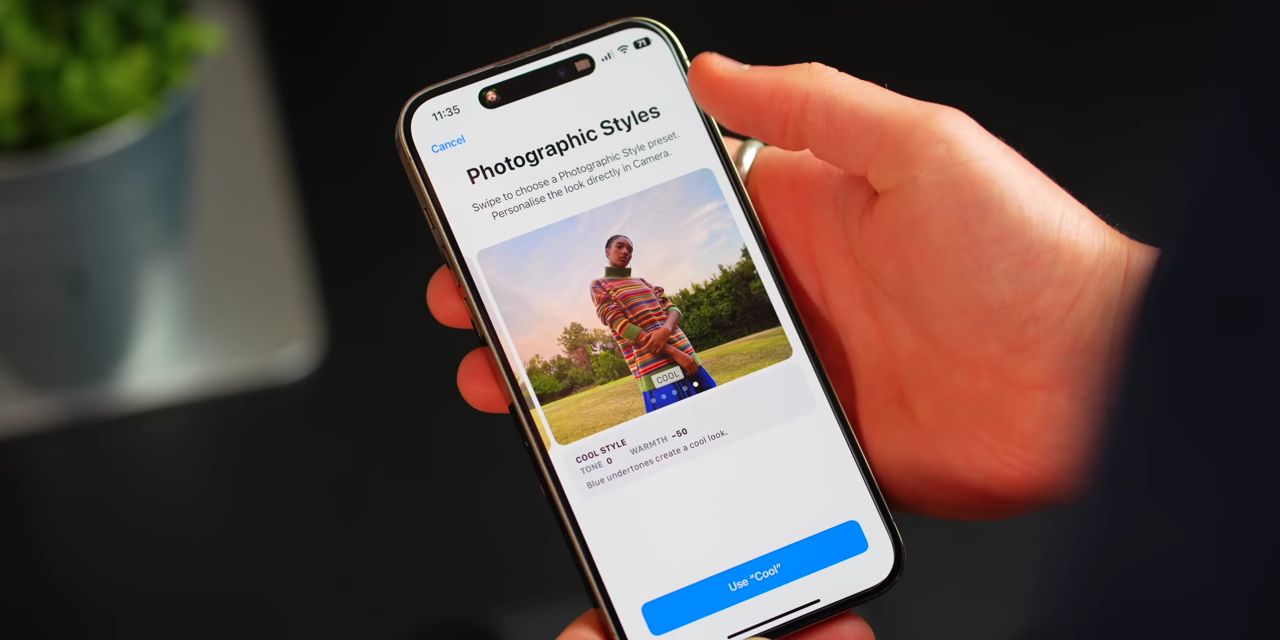 11:35
71
Cancel
Photographic Styles
Swipe to choose a Photographic Style preset.
Personalise the look directly in Camera.
COOL
COOL STYLE
TONE 0 WARMTH -50
Blue undertones create a cool look.
Use “Cool”